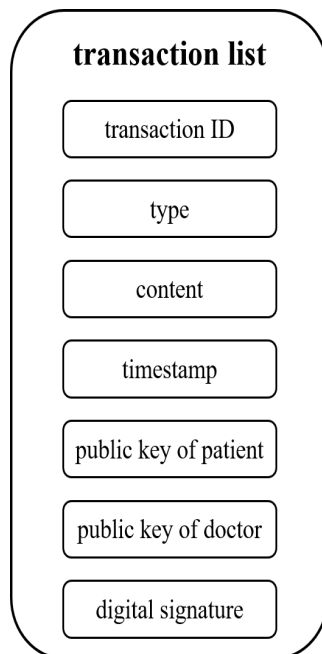 transaction list
transaction ID
type
content
timestamp
public key of patient
public key of doctor
digital signature